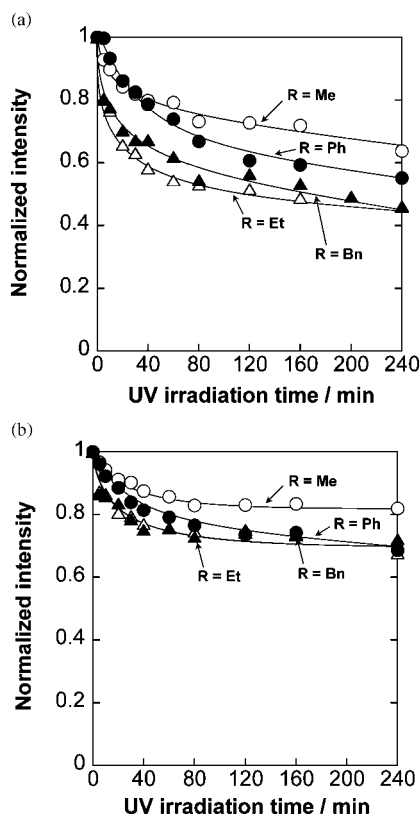 (a)
1
0.8
0.6
0.4
0.2
0
Normalized intensity
R = Me
R = Ph
R = Et
R = Bn
0 40 80 120 160 200 240
UV irradiation time / min
(b)
1
0.8
0.6
0.4
0.2
0
Normalized intensity
R = Me
R = Ph
R = Et
R = Bn
0 40 80 120 160 200 240
UV irradiation time / min